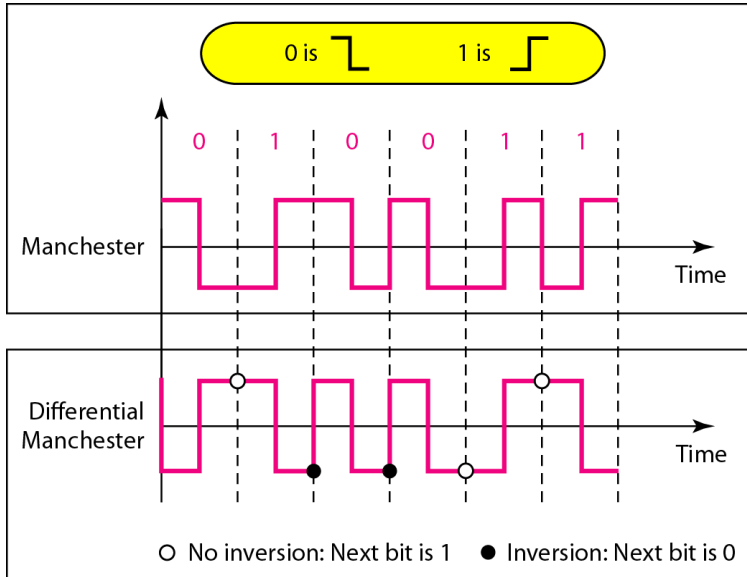 0 is 1 is
0 1 0 0 1 1
Manchester
Time
Differential
Manchester
Time
No inversion: Next bit is 1 Inversion: Next bit is 0